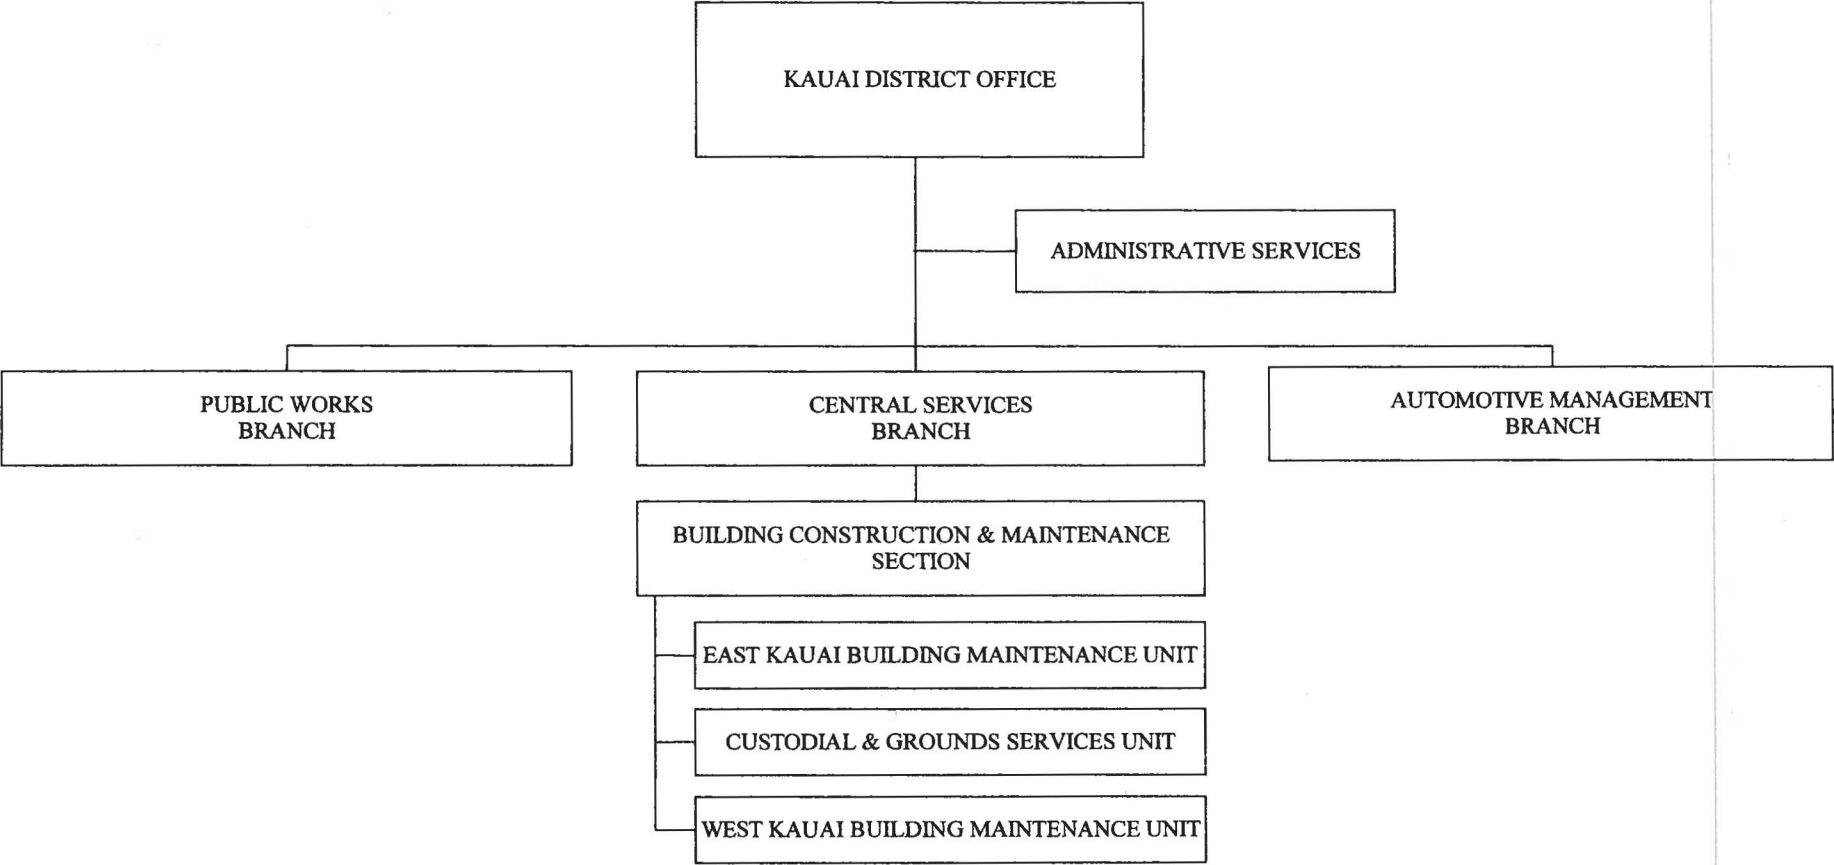 KAUAI DISTRICT OFFICE
ADMINISTRATIVE SERVICES
PUBLIC WORKS
BRANCH
CENTRAL SERVICES
BRANCH
AUTOMOTIVE MANAGEMENT
BRANCH
BUILDING CONSTRUCTION & MAINTENANCE
SECTION
EAST KAUAI BUILDING MAINTENANCE UNIT
CUSTODIAL & GROUNDS SERVICES UNIT
WEST KAUAI BUILDING MAINTENANCE UNIT